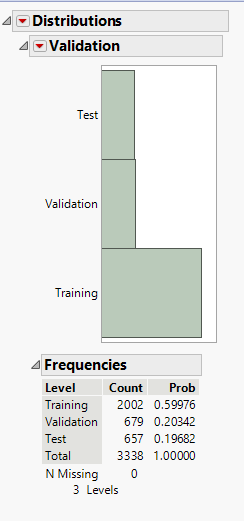 Distributions
Validation
Test
Validation
Training
Frequencies
Level Count Prob
Training 2002 0.59976
Validation 679 0.20342
Test 657 0.19682
Total 3338 1.00000
N Missing 0
3 Levels